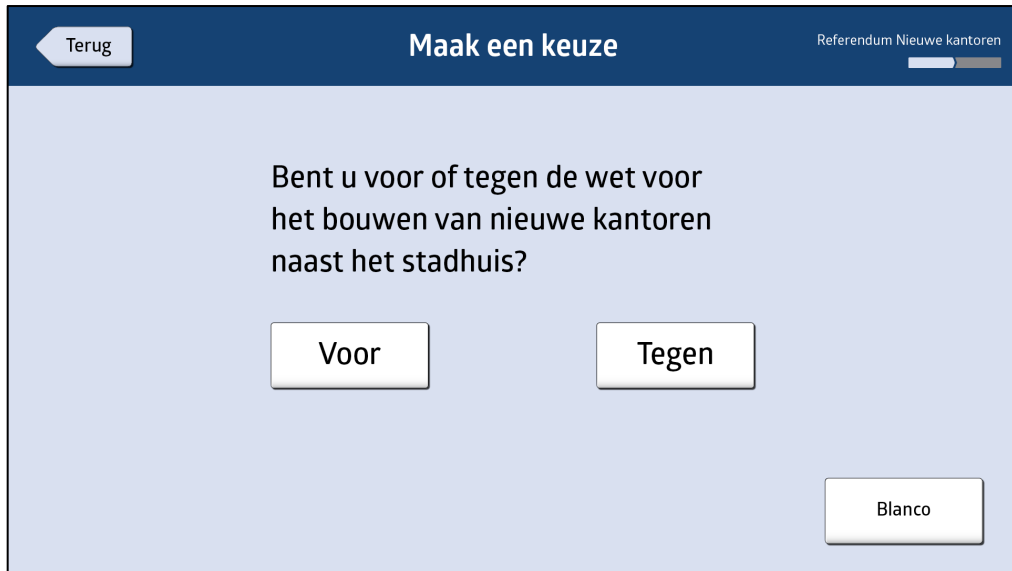 Terug
Maak een keuze
Referendum Nieuwe kantoren
Bent u voor of tegen de wet voor
het bouwen van nieuwe kantoren
naast het stadhuis?
Voor
Tegen
Blanco